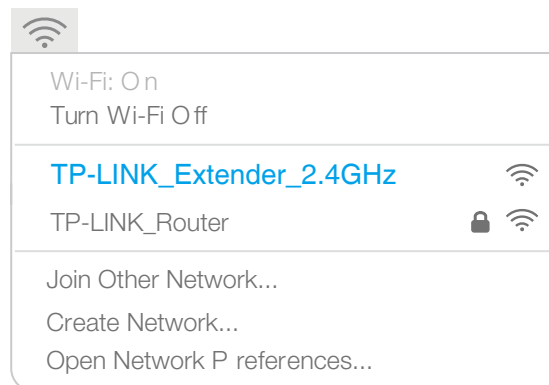 Wi-Fi: On
Turn Wi-Fi Off
TP-LINK_Extender_2.4GHz
TP-LINK_Router
Join Other Network...
Create Network...
Open Network Preferences...